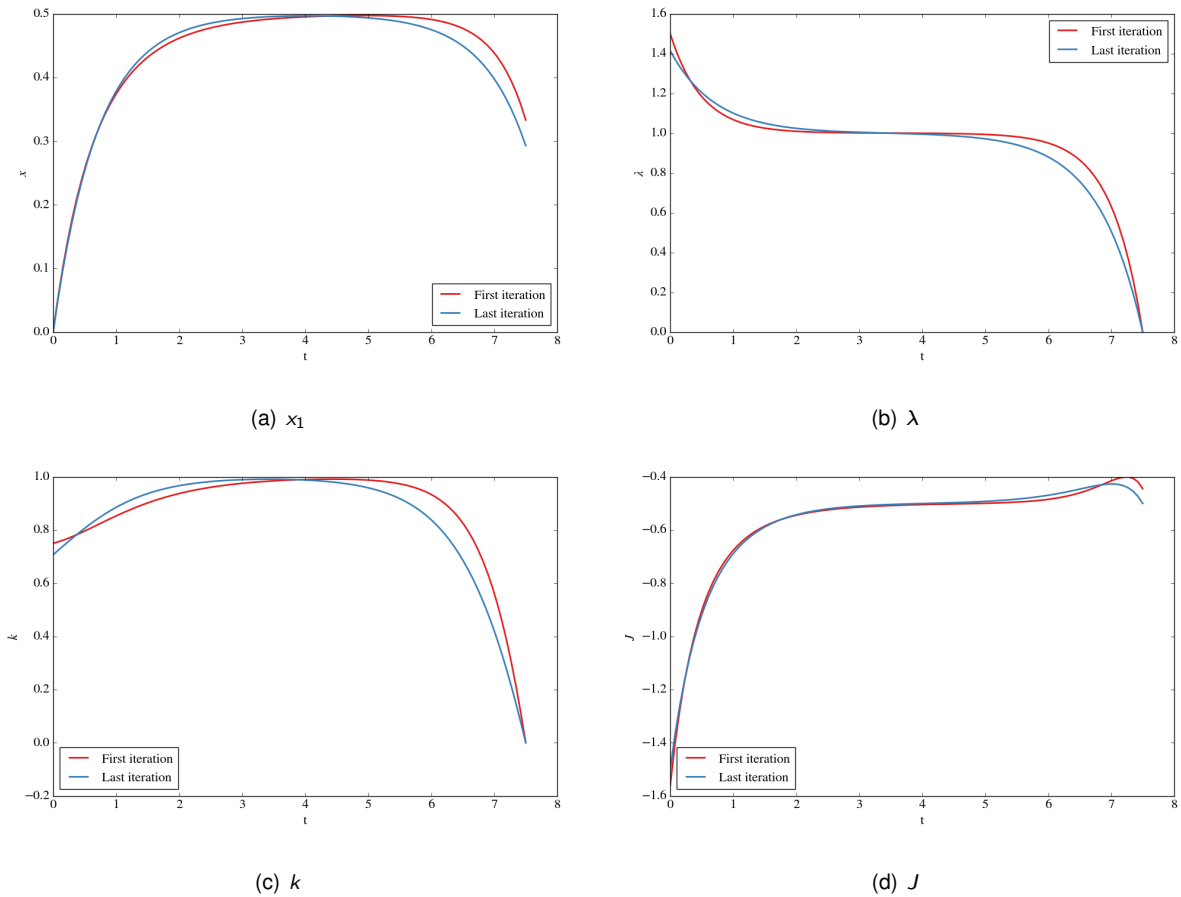 0.5
0.4
0.3
0.2
0.1
0.0
x
0 1 2 3 4 5 6 7 8
t
First iteration
Last iteration
(a) x₁
1.6
1.4
1.2
1.0
0.8
0.6
0.4
0.2
0.0
λ
0 1 2 3 4 5 6 7 8
t
First iteration
Last iteration
(b) λ
1.0
0.8
0.6
0.4
0.2
0.0
−0.2
k
0 1 2 3 4 5 6 7 8
t
First iteration
Last iteration
(c) k
−0.4
−0.6
−0.8
−1.0
−1.2
−1.4
−1.6
J
0 1 2 3 4 5 6 7 8
t
First iteration
Last iteration
(d) J